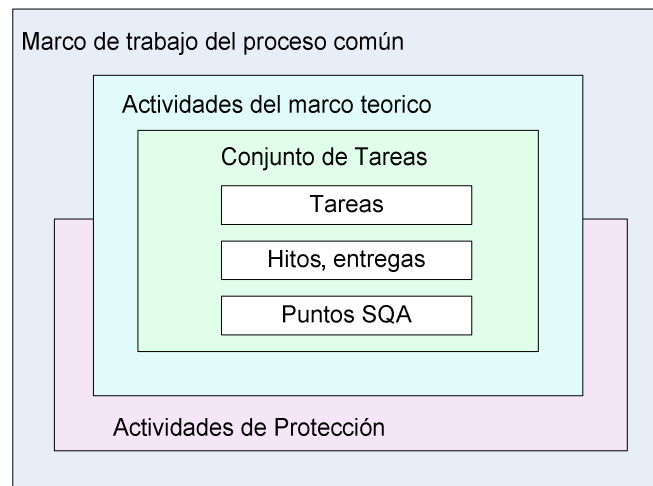 Marco de trabajo del proceso común
Actividades del marco teorico
Conjunto de Tareas
Tareas
Hitos, entregas
Puntos SQA
Actividades de Protección